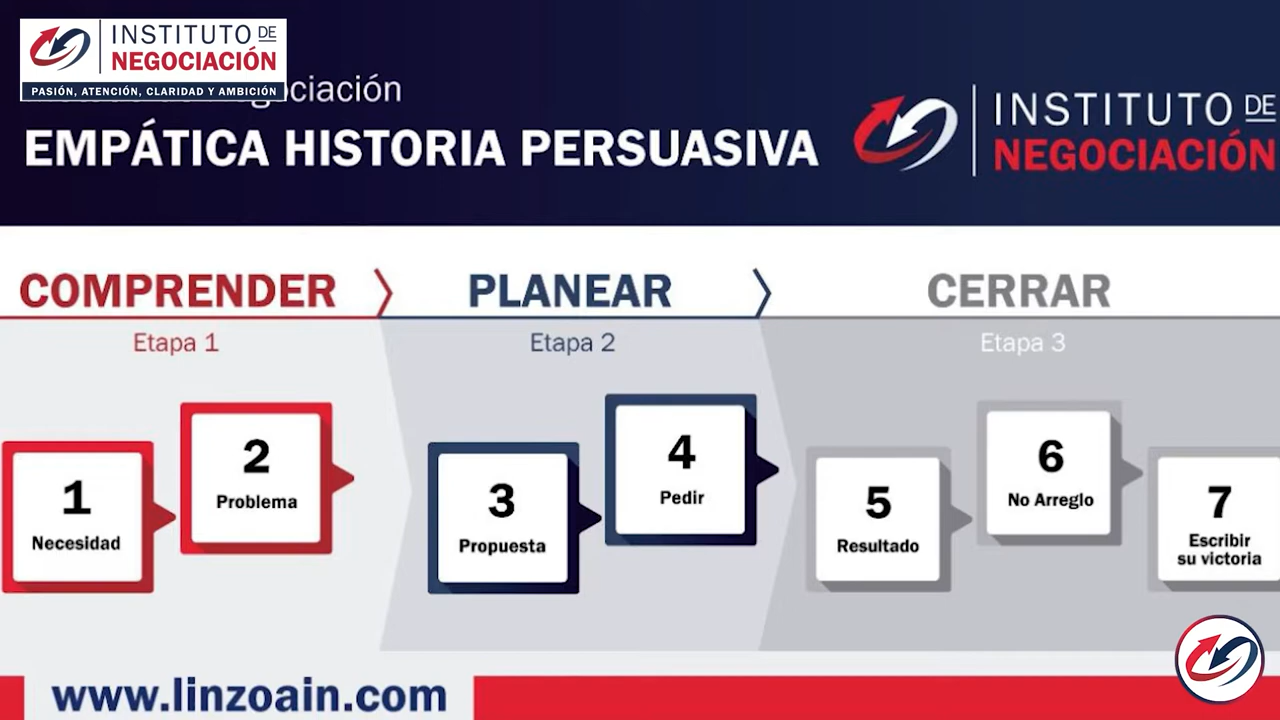 INSTITUTO DE
NEGOCIACIÓN
PASIÓN, ATENCIÓN, CLARIDAD Y AMBICIÓN
EMPÁTICA HISTORIA PERSUASIVA
INSTITUTO DE
NEGOCIACIÓN
COMPRENDER
PLANEAR
CERRAR
Etapa 1
Etapa 2
Etapa 3
1
Necesidad
2
Problema
3
Propuesta
4
Pedir
5
Resultado
6
No Arreglo
7
Escribir
su victoria
www.linzoain.com